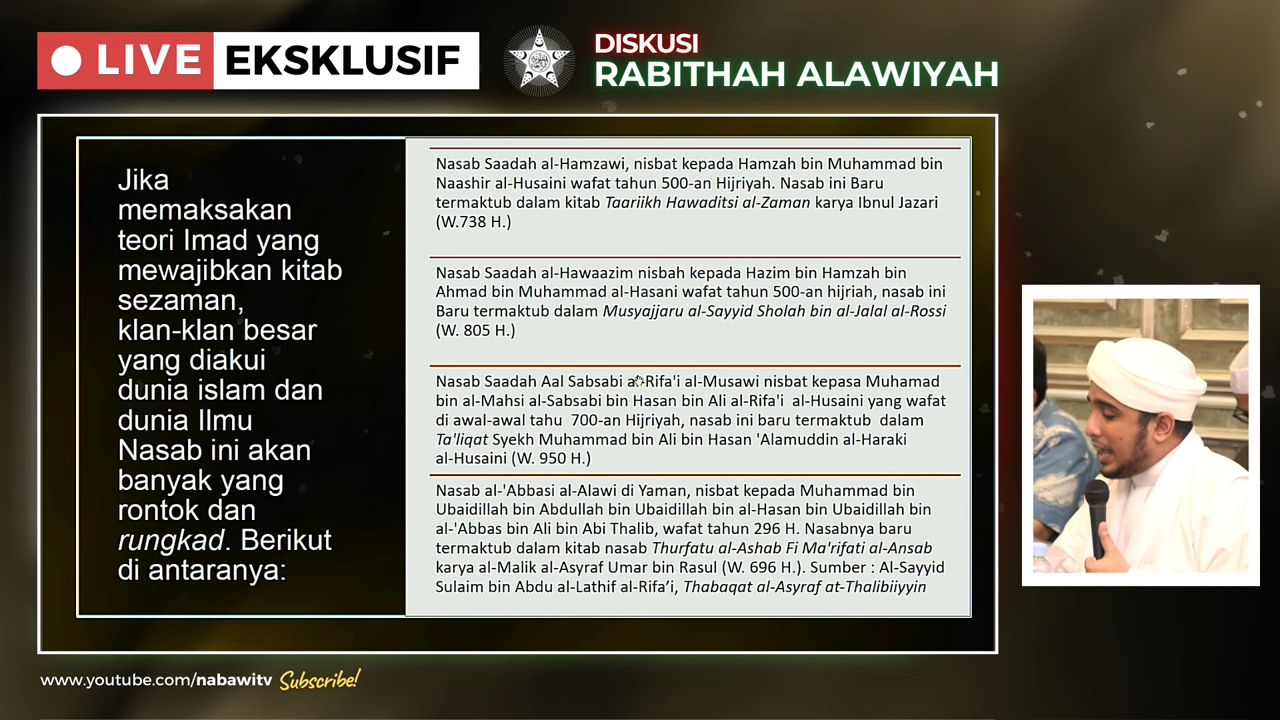 LIVE EKSKLUSIF
DISKUSI
RABITHAH ALAWIYAH
Jika
memaksakan
teori Imad yang
mewajibkan kitab
sezaman,
klan-klan besar
yang diakui
dunia islam dan
dunia Ilmu
Nasab ini akan
banyak yang
rontok dan
rungkad. Berikut
di antaranya:
Nasab Saadah al-Hamzawi, nisbat kepada Hamzah bin Muhammad bin
Naashir al-Husaini wafat tahun 500-an Hijriyah. Nasab ini Baru
termaktub dalam kitab Taariikh Hawaditsi al-Zaman karya Ibnul Jazari
(W.738 H.)
Nasab Saadah al-Hawaazim nisbah kepada Hazim bin Hamzah bin
Ahmad bin Muhammad al-Hasani wafat tahun 500-an hijriah, nasab ini
Baru termaktub dalam Musyajjaru al-Sayyid Sholah bin al-Jalal al-Rossi
(W. 805 H.)
Nasab Saadah Aal Sabsabi al-Rifa'i al-Musawi nisbat kepasa Muhamad
bin al-Mahsi al-Sabsabi bin Hasan bin Ali al-Rifa'i al-Husaini yang wafat
di awal-awal tahu 700-an Hijriyah, nasab ini baru termaktub dalam
Ta'liqat Syekh Muhammad bin Ali bin Hasan 'Alamuddin al-Haraki
al-Husaini (W. 950 H.)
Nasab al-'Abbasi al-Alawi di Yaman, nisbat kepada Muhammad bin
Ubaidillah bin Abdullah bin Ubaidillah bin al-Hasan bin Ubaidillah bin
al-'Abbas bin Ali bin Abi Thalib, wafat tahun 296 H. Nasabnya baru
termaktub dalam kitab nasab Thurfatu al-Ashab Fi Ma'rifati al-Ansab
karya al-Malik al-Asyraf Umar bin Rasul (W. 696 H.). Sumber : Al-Sayyid
Sulaim bin Abdu al-Lathif al-Rifa’i, Thabaqat al-Asyraf at-Thalibiiyyin
www.youtube.com/nabawitv Subscribe!